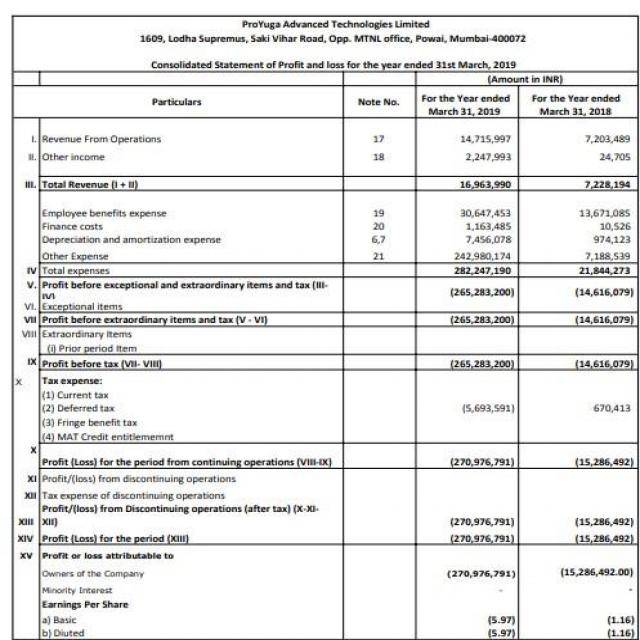 ProYuga Advanced Technologies Limited
1609, Lodha Supremus, Saki Vihar Road, Opp. MTNL office, Powai, Mumbai-400072
Consolidated Statement of Profit and loss for the year ended 31st March, 2019
(Amount in INR)
Particulars Note No. For the Year ended March 31, 2019 For the Year ended March 31, 2018
I. Revenue From Operations 17 14,715,997 7,203,489
II. Other income 18 2,247,993 24,705
III. Total Revenue (I + II) 16,963,990 7,228,194
Employee benefits expense 19 30,647,453 13,671,085
Finance costs 20 1,163,485 10,526
Depreciation and amortization expense 6,7 7,456,078 974,123
Other Expense 21 242,980,174 7,188,539
IV Total expenses 282,247,190 21,844,273
V. Profit before exceptional and extraordinary items and tax (III-IV) (265,283,200) (14,616,079)
VI. Exceptional items
VII Profit before extraordinary items and tax (V - VI) (265,283,200) (14,616,079)
VIII Extraordinary Items
(i) Prior period Item
IX Profit before tax (VII- VIII) (265,283,200) (14,616,079)
X Tax expense:
(1) Current tax
(2) Deferred tax (5,693,591) 670,413
(3) Fringe benefit tax
(4) MAT Credit entitlememnt
X
Profit (Loss) for the period from continuing operations (VIII-IX) (270,976,791) (15,286,492)
XI Profit/(loss) from discontinuing operations
XII Tax expense of discontinuing operations
Profit/(loss) from Discontinuing operations (after tax) (X-XI-
XIII XII) (270,976,791) (15,286,492)
XIV Profit (Loss) for the period (XIII) (270,976,791) (15,286,492)
XV Profit or loss attributable to
Owners of the Company (270,976,791) (15,286,492.00)
Minority Interest - -
Earnings Per Share
a) Basic (5.97) (1.16)
b) Diuted (5.97) (1.16)